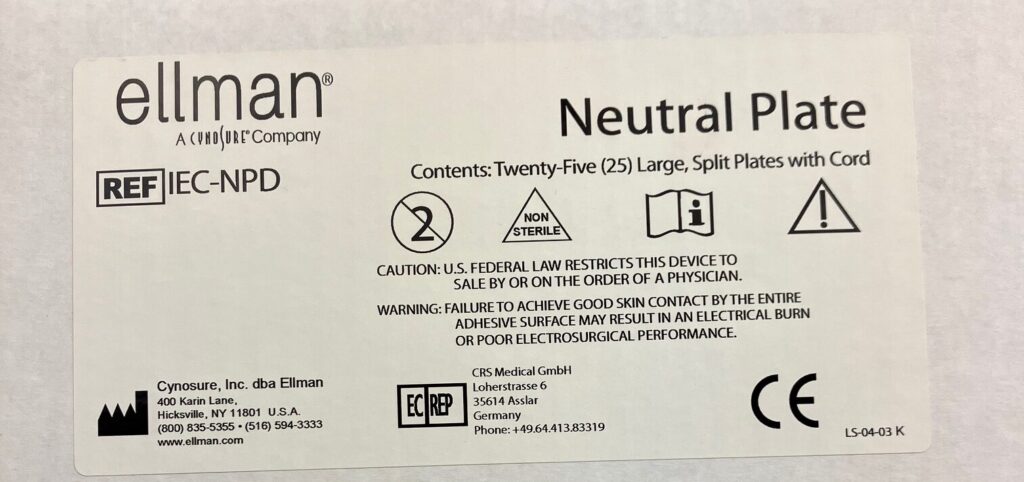 ellman®
A CYNOSURE® Company
Neutral Plate
REF IEC-NPD
Contents: Twenty-Five (25) Large, Split Plates with Cord
2
NON
STERILE
i
!
CAUTION: U.S. FEDERAL LAW RESTRICTS THIS DEVICE TO
SALE BY OR ON THE ORDER OF A PHYSICIAN.
WARNING: FAILURE TO ACHIEVE GOOD SKIN CONTACT BY THE ENTIRE
ADHESIVE SURFACE MAY RESULT IN AN ELECTRICAL BURN
OR POOR ELECTROSURGICAL PERFORMANCE.
Cynosure, Inc. dba Ellman
400 Karin Lane,
Hicksville, NY 11801 U.S.A.
(800) 835-5355 • (516) 594-3333
www.ellman.com
EC REP
CRS Medical GmbH
Loherstrasse 6
35614 Asslar
Germany
Phone: +49.64.413.83319
CE
LS-04-03 K